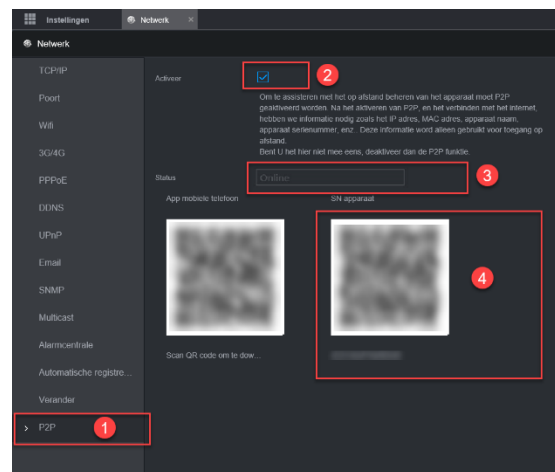 Instellingen
Netwerk ×
Netwerk
TCP/IP
Poort
Wifi
3G/4G
PPPoE
DDNS
UPnP
Email
SNMP
Multicast
Alarmcentrale
Automatische registre...
Verander
> P2P
1
Activeer
2
Om te assisteren met het op afstand beheren van het apparaat moet P2P
geaktiveerd worden. Na het aktiveren van P2P, en het verbinden met het internet,
hebben we informatie nodig zoals het IP adres, MAC adres, apparaat naam,
apparaat serienummer, enz.. Deze informatie word alleen gebruikt voor toegang op
afstand.
Bent U het hier niet mee eens, deaktiveer dan de P2P funktie.
Status
Online
3
App mobiele telefoon
SN apparaat
4
Scan QR code om te dow...